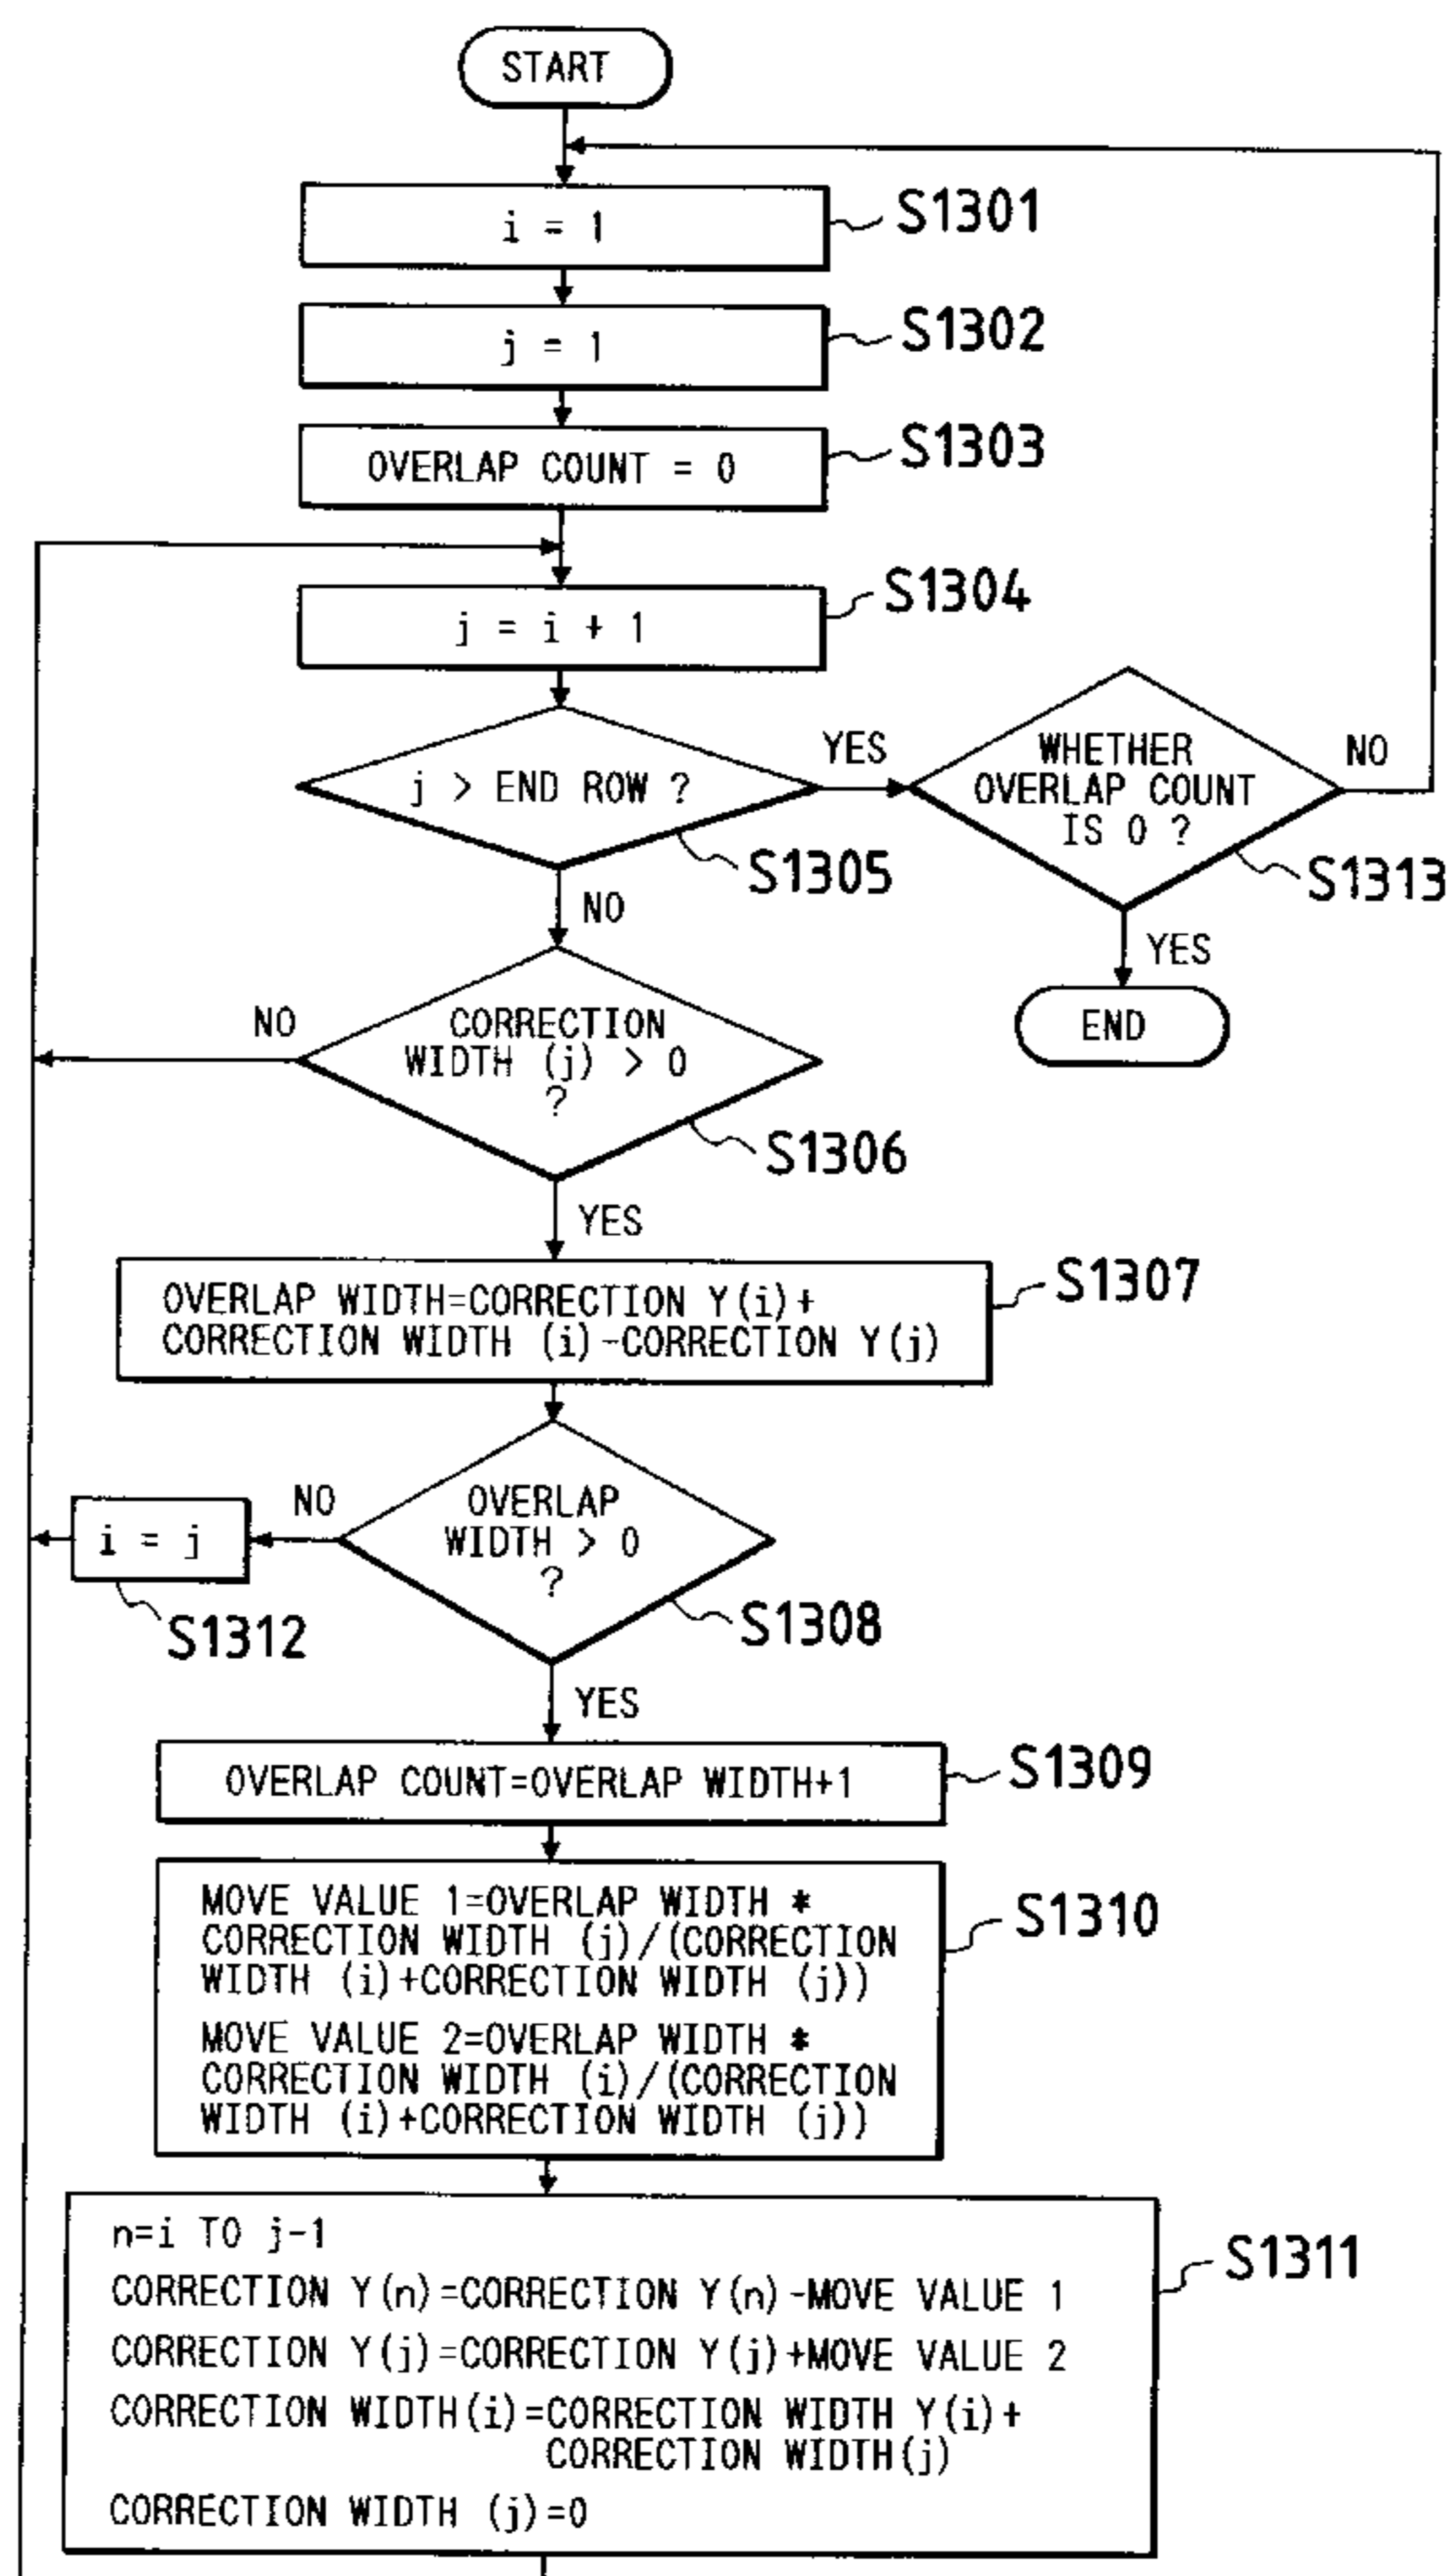 START
i = 1
S1301
j = 1
S1302
OVERLAP COUNT = 0
S1303
j = i + 1
S1304
j > END ROW ?
S1305
YES
NO
WHETHER
OVERLAP COUNT
IS 0 ?
S1313
NO
YES
END
CORRECTION
WIDTH (j) > 0
?
S1306
NO
YES
OVERLAP WIDTH=CORRECTION Y(i)+
CORRECTION WIDTH (i)-CORRECTION Y(j)
S1307
OVERLAP
WIDTH > 0
?
S1308
NO
i = j
S1312
YES
OVERLAP COUNT=OVERLAP WIDTH+1
S1309
MOVE VALUE 1=OVERLAP WIDTH *
CORRECTION WIDTH (j)/(CORRECTION
WIDTH (i)+CORRECTION WIDTH (j))
MOVE VALUE 2=OVERLAP WIDTH *
CORRECTION WIDTH (i)/(CORRECTION
WIDTH (i)+CORRECTION WIDTH (j))
S1310
n=i TO j-1
CORRECTION Y(n)=CORRECTION Y(n)-MOVE VALUE 1
CORRECTION Y(j)=CORRECTION Y(j)+MOVE VALUE 2
CORRECTION WIDTH(i)=CORRECTION WIDTH Y(i)+
CORRECTION WIDTH(j)
CORRECTION WIDTH (j)=0
S1311